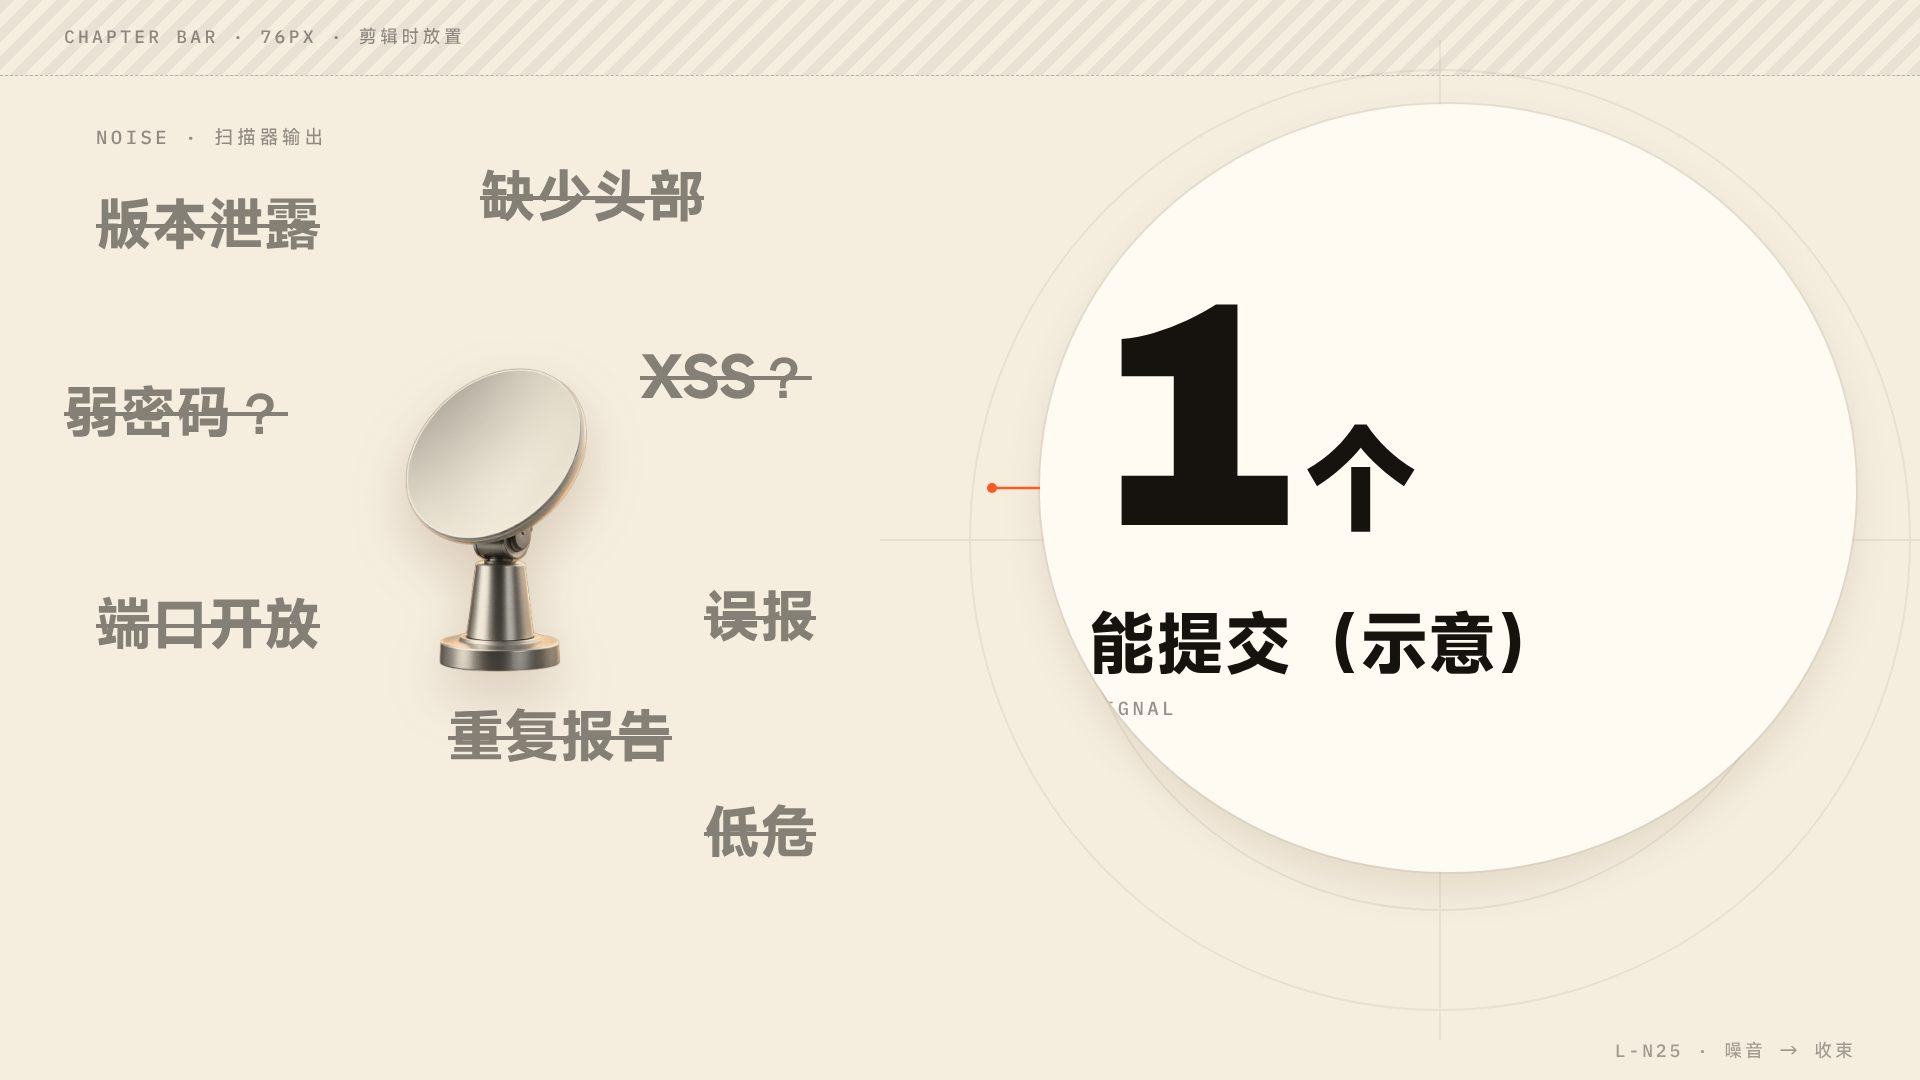 CHAPTER BAR · 76PX · 剪辑时放置
NOISE · 扫描器输出
缺少头部
版本泄露
XSS？
弱密码？
端口开放
误报
重复报告
低危
1个
能提交（示意）
GNAL
L-N25 · 噪音 → 收束